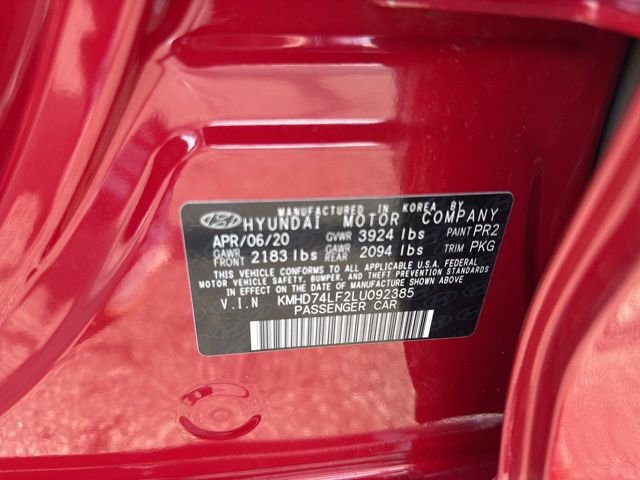 MANUFACTURED IN KOREA BY
HYUNDAI MOTOR COMPANY
APR/06/20 GVWR 3924 lbs PAINT PR2
GAWR FRONT 2183 lbs GAWR REAR 2094 lbs TRIM PKG
THIS VEHICLE CONFORMS TO ALL APPLICABLE U.S.A. FEDERAL
MOTOR VEHICLE SAFETY, BUMPER, AND THEFT PREVENTION STANDARDS
IN EFFECT ON THE DATE OF MANUFACTURE SHOWN ABOVE.
V.I.N KMHD74LF2LU092385
PASSENGER CAR